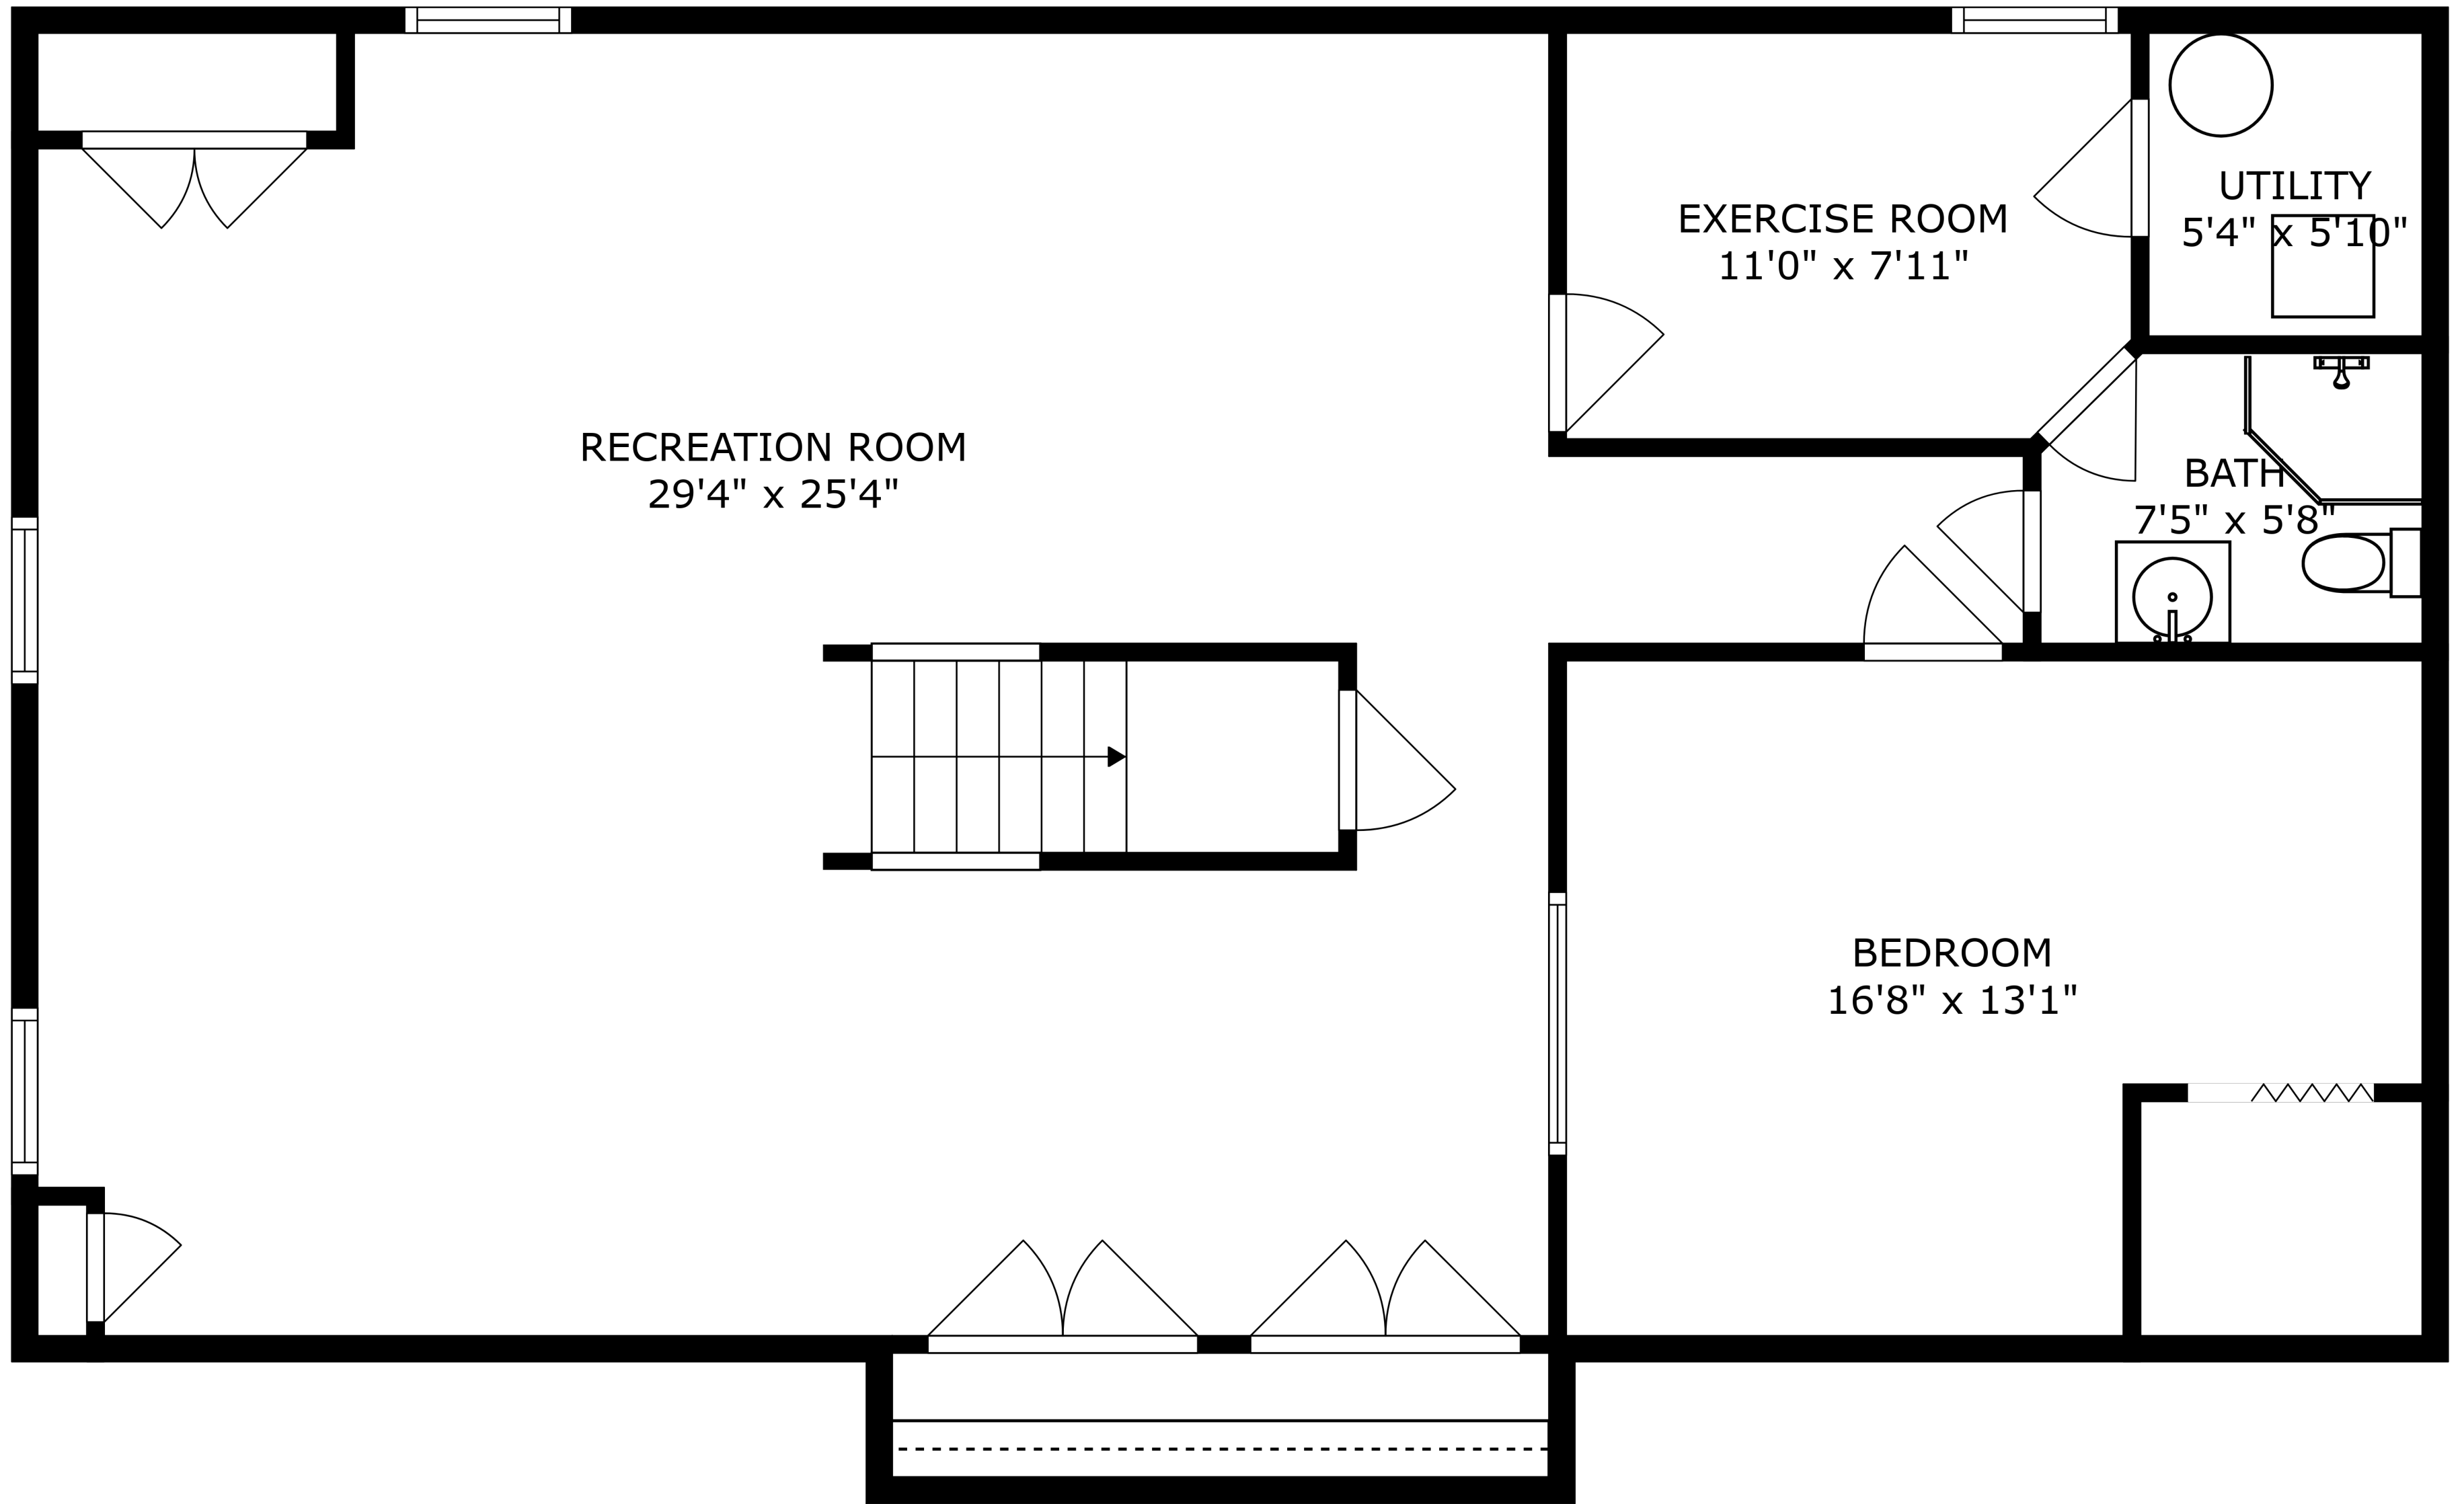 UTILITY
5'4" x 5'10"
EXERCISE ROOM
11'0" x 7'11"
RECREATION ROOM
29'4" x 25'4"
BATH
7'5" x 5'8"
BEDROOM
16'8" x 13'1"